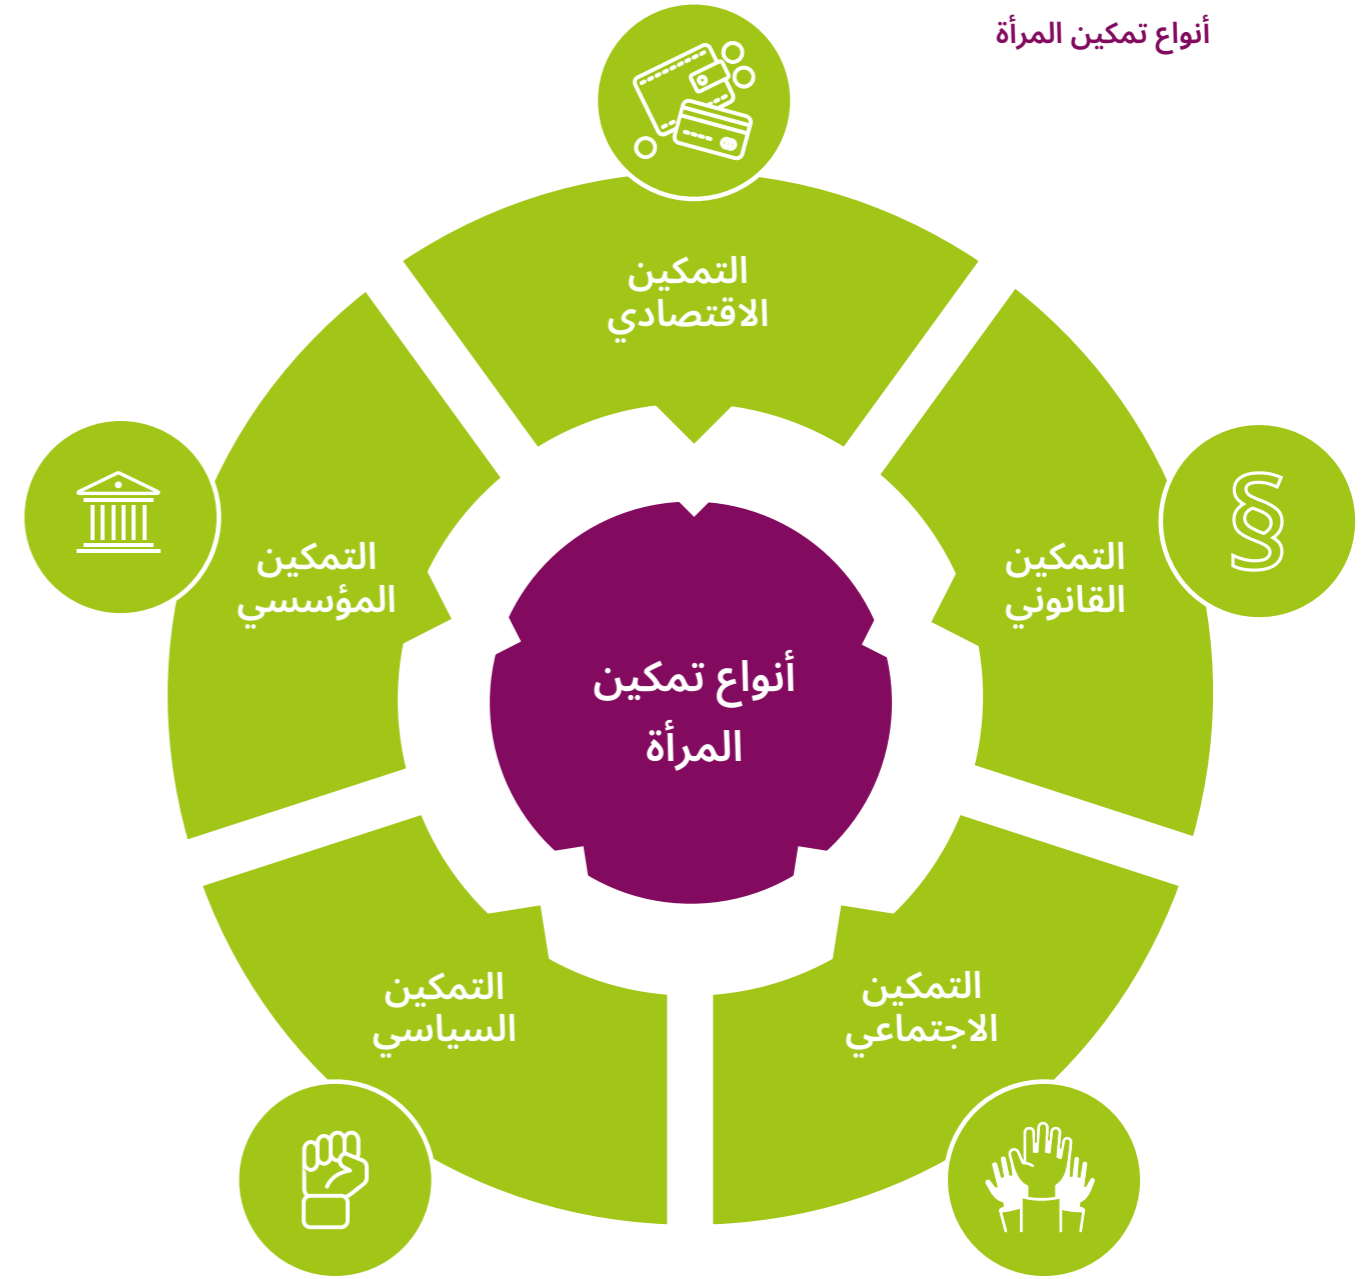 أنواع تمكين المرأة
التمكين
الاقتصادي
التمكين
القانوني
التمكين
المؤسسي
أنواع تمكين
المرأة
التمكين
الاجتماعي
التمكين
السياسي